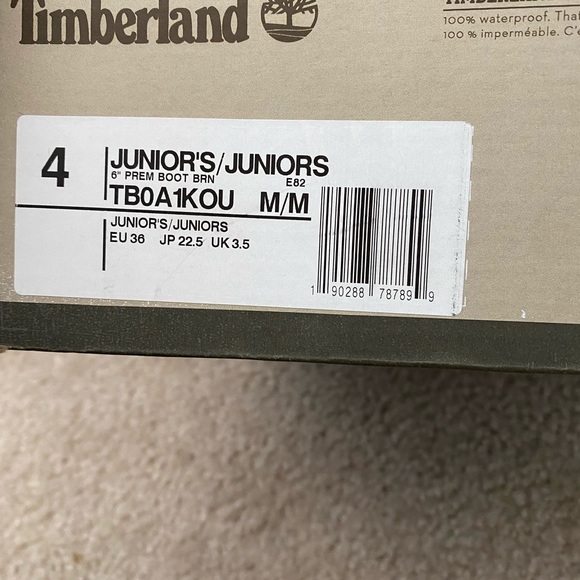 Timberland
100% waterproof. That
100 % imperméable. C'e
4
JUNIOR'S/JUNIORS
6" PREM BOOT BRN
E82
TB0A1KOU M/M
JUNIOR'S/JUNIORS
EU 36 JP 22.5 UK 3.5
1 90288 78789 9